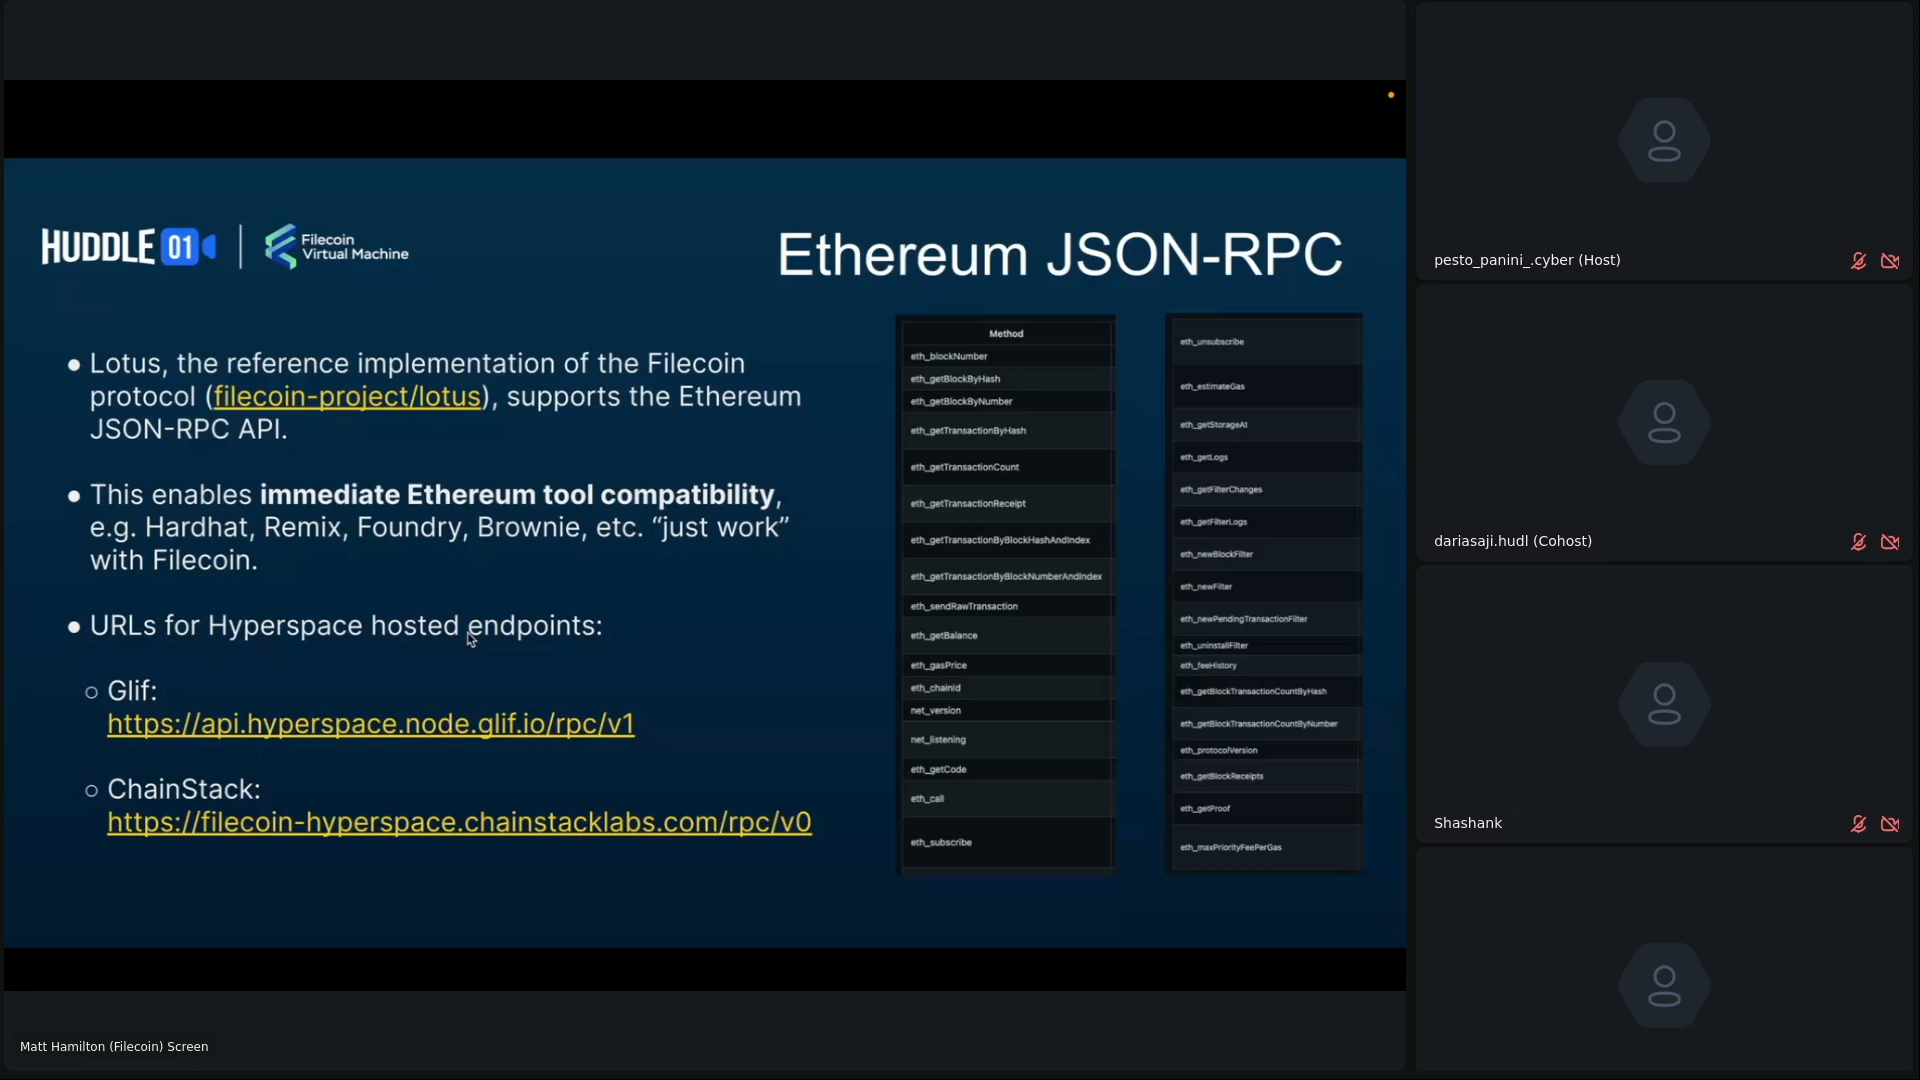 HUDDLE 01
Filecoin
Virtual Machine
Ethereum JSON-RPC
● Lotus, the reference implementation of the Filecoin
protocol (filecoin-project/lotus), supports the Ethereum
JSON-RPC API.
● This enables immediate Ethereum tool compatibility,
e.g. Hardhat, Remix, Foundry, Brownie, etc. “just work”
with Filecoin.
● URLs for Hyperspace hosted endpoints:
○ Glif:
https://api.hyperspace.node.glif.io/rpc/v1
○ ChainStack:
https://filecoin-hyperspace.chainstacklabs.com/rpc/v0
Method
eth_blockNumber
eth_getBlockByHash
eth_getBlockByNumber
eth_getTransactionByHash
eth_getTransactionCount
eth_getTransactionReceipt
eth_getTransactionByBlockHashAndIndex
eth_getTransactionByBlockNumberAndIndex
eth_sendRawTransaction
eth_getBalance
eth_gasPrice
eth_chainId
net_version
net_listening
eth_getCode
eth_call
eth_subscribe
eth_unsubscribe
eth_estimateGas
eth_getStorageAt
eth_getLogs
eth_getFilterChanges
eth_getFilterLogs
eth_newBlockFilter
eth_newFilter
eth_newPendingTransactionFilter
eth_uninstallFilter
eth_feeHistory
eth_getBlockTransactionCountByHash
eth_getBlockTransactionCountByNumber
eth_protocolVersion
eth_getBlockReceipts
eth_getProof
eth_maxPriorityFeePerGas
pesto_panini_.cyber (Host)
dariasaji.hudl (Cohost)
Shashank
Matt Hamilton (Filecoin) Screen